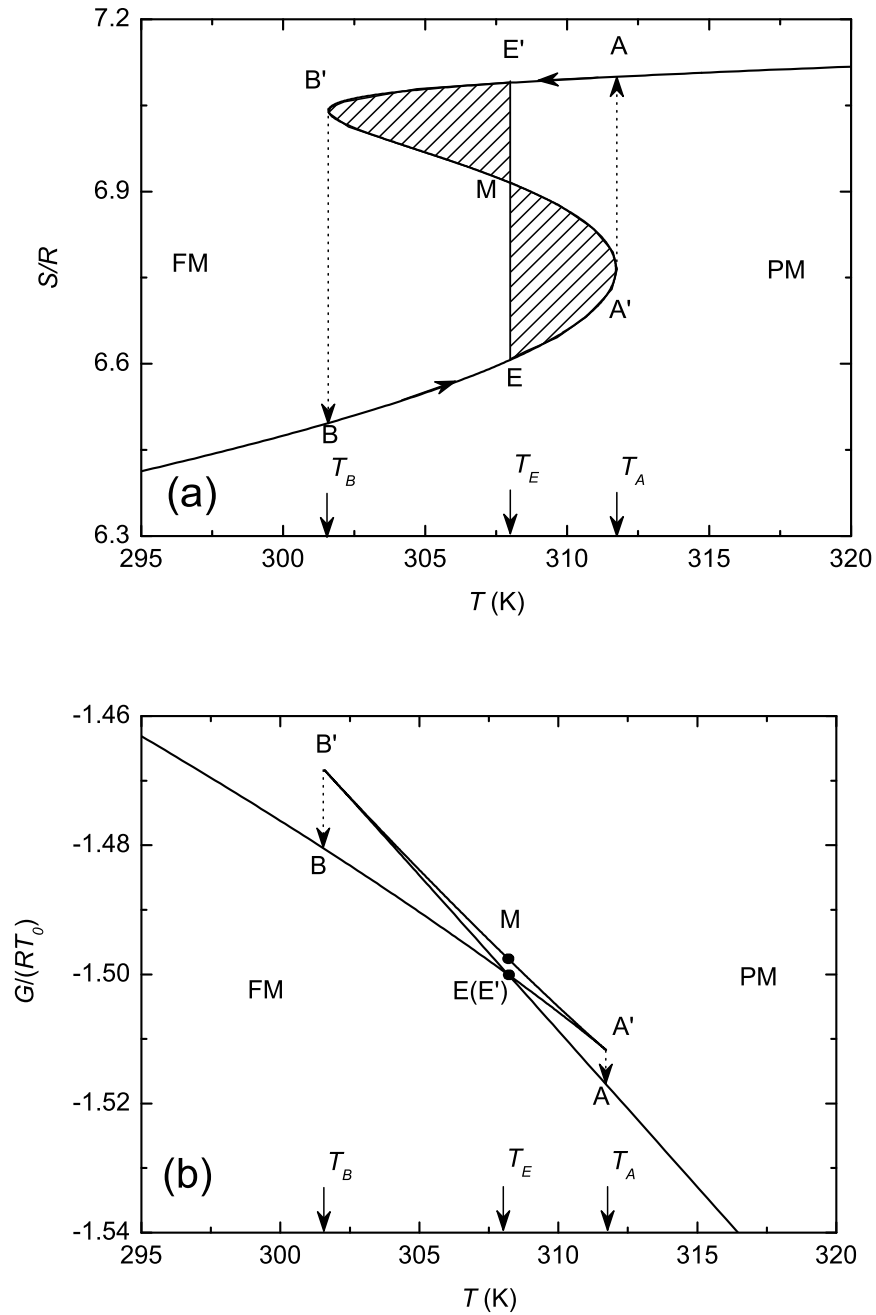 7.2
6.9
6.6
6.3
S/R
E'
A
B'
M
FM
PM
A'
E
B
T_B
T_E
T_A
(a)
295 300 305 310 315 320
T (K)
-1.46
-1.48
-1.50
-1.52
-1.54
G/(RT_0)
B'
B
M
FM
E(E')
PM
A'
A
T_B
T_E
T_A
(b)
295 300 305 310 315 320
T (K)